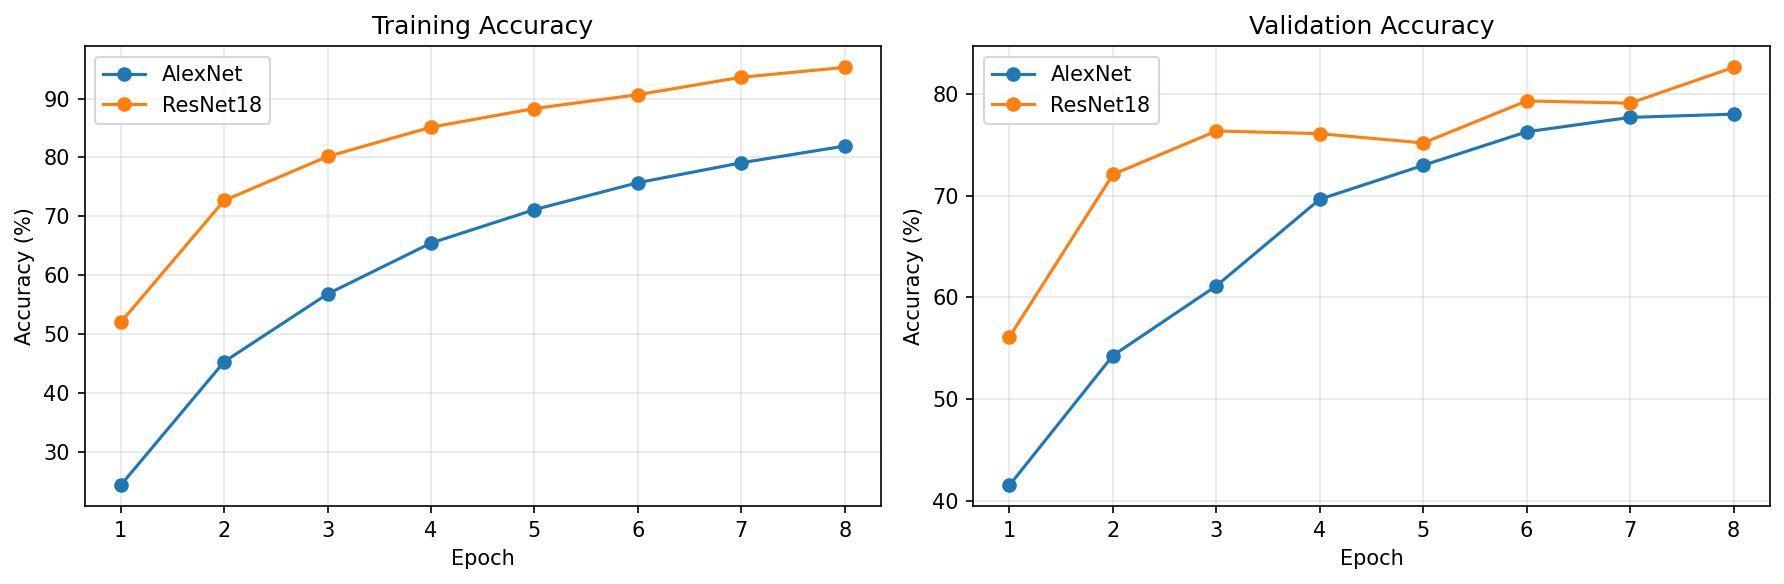 Training Accuracy
AlexNet
ResNet18
Accuracy (%)
90
80
70
60
50
40
30
1 2 3 4 5 6 7 8
Epoch
Validation Accuracy
AlexNet
ResNet18
Accuracy (%)
80
70
60
50
40
1 2 3 4 5 6 7 8
Epoch